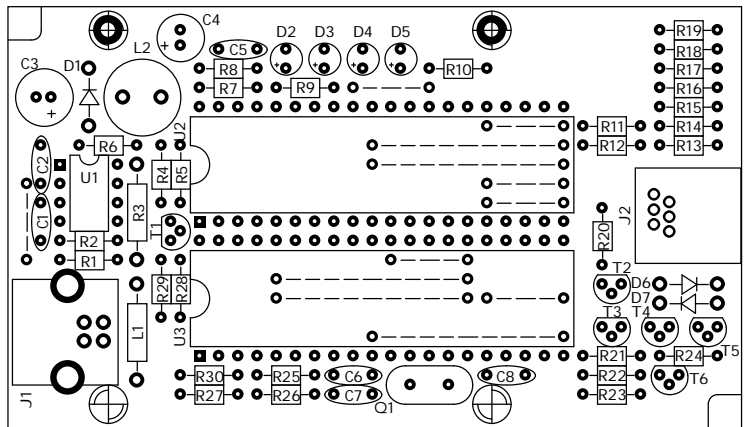 C4
D2 D3 D4 D5
R19
C5
R18
D1 L2
C3
R8
R10
R17
R7
R9
R16
R15
U2
R11
R14
R6
R12
R13
C2
U1
R4
R5
R3
C1
T1
J2
R2
R20
R1
R29
R28
T2
D6
D7
L1
U3
T3
T4
T5
R21
R24
R30
R25
C6
C8
R22
T6
J1
R27
R26
C7
Q1
R23